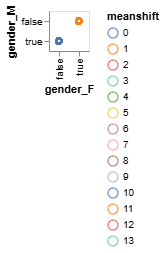 gender_M
false
true
false
true
gender_F
meanshift
0
1
2
3
4
5
6
7
8
9
10
11
12
13